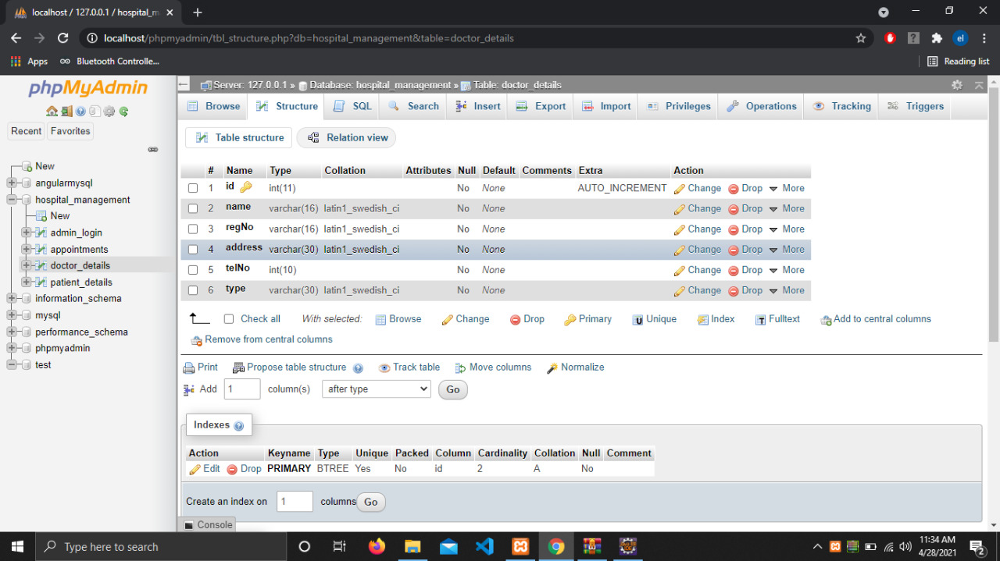 localhost / 127.0.0.1 / hospital_m
localhost/phpmyadmin/tbl_structure.php?db=hospital_management&table=doctor_details
el
Apps Bluetooth Controlle... Reading list
phpMyAdmin
Recent Favorites
New
angularmysql
hospital_management
New
admin_login
appointments
doctor_details
patient_details
information_schema
mysql
performance_schema
phpmyadmin
test
Server: 127.0.0.1 » Database: hospital_management » Table: doctor_details
Browse Structure SQL Search Insert Export Import Privileges Operations Tracking Triggers
Table structure Relation view
# Name Type Collation Attributes Null Default Comments Extra Action
1 id int(11) No None AUTO_INCREMENT Change Drop More
2 name varchar(16) latin1_swedish_ci No None Change Drop More
3 regNo varchar(16) latin1_swedish_ci No None Change Drop More
4 address varchar(30) latin1_swedish_ci No None Change Drop More
5 telNo int(10) No None Change Drop More
6 type varchar(30) latin1_swedish_ci No None Change Drop More
Check all With selected: Browse Change Drop Primary Unique Index Fulltext Add to central columns
Remove from central columns
Print Propose table structure Track table Move columns Normalize
Add 1 column(s) after type Go
Indexes
Action Keyname Type Unique Packed Column Cardinality Collation Null Comment
Edit Drop PRIMARY BTREE Yes No id 2 A No
Create an index on 1 columns Go
Console
Type here to search
11:34 AM
4/28/2021
2